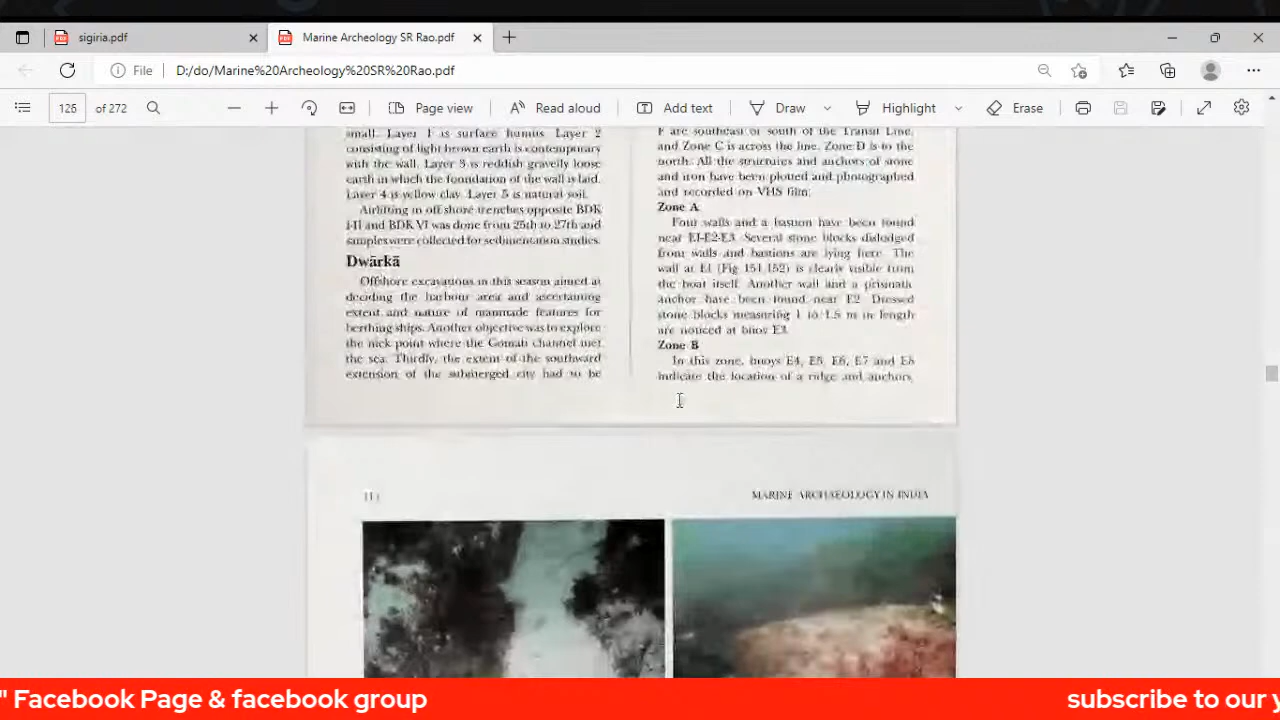 sigiria.pdf
Marine Archeology SR Rao.pdf
File
D:/do/Marine%20Archeology%20SR%20Rao.pdf
126 of 272
Page view
Read aloud
Add text
Draw
Highlight
Erase
small. Layer 1 is surface humus. Layer 2
consisting of light brown earth is contemporary
with the wall. Layer 3 is reddish gravelly loose
earth in which the foundation of the wall is laid.
Layer 4 is yellow clay. Layer 5 is natural soil.
Airlifting in off shore trenches opposite BDK
I-II and BDK VI was done from 25th to 27th and
samples were collected for sedimentation studies.
Dwārkā
Offshore excavations in this season aimed at
deciding the harbour area and ascertaining
extent and nature of manmade features for
berthing ships. Another objective was to explore
the nick point where the Gomati channel met
the sea. Thirdly, the extent of the southward
extension of the submerged city had to be
F are southeast or south of the Transit Line,
and Zone C is across the line. Zone D is to the
north. All the structures and anchors of stone
and iron have been plotted and photographed
and recorded on VHS film.
Zone A
Four walls and a bastion have been found
near E1-E2-E3. Several stone blocks dislodged
from walls and bastions are lying here. The
wall at E1 (Fig 151,152) is clearly visible from
the boat itself. Another wall and a prismatic
anchor have been found near E2. Dressed
stone blocks measuring 1 to 1.5 m in length
are noticed at buoy E3.
Zone B
In this zone, buoys E4, E5, E6, E7 and E8
indicate the location of a ridge and anchors,
MARINE ARCHAEOLOGY IN INDIA
" Facebook Page & facebook group
subscribe to our y